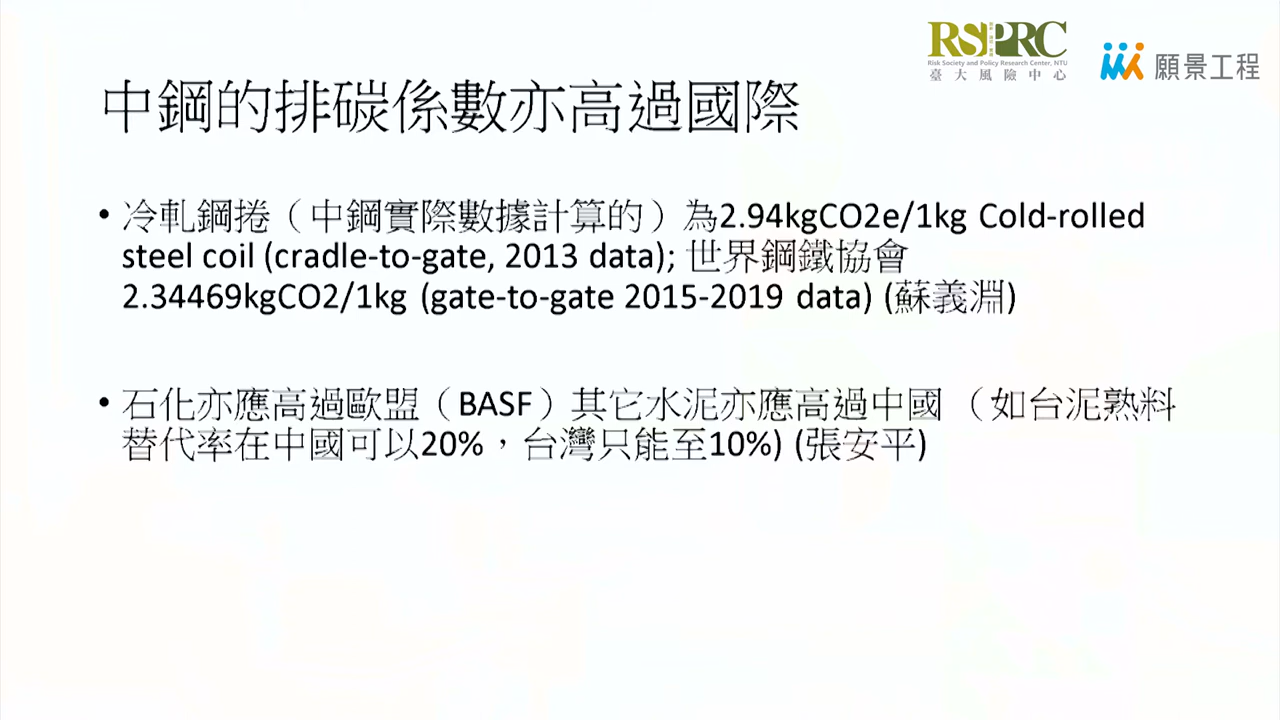 RSPRC
Risk Society and Policy Research Center, NTU
臺大風險中心
願景工程
中鋼的排碳係數亦高過國際
• 冷軋鋼捲（中鋼實際數據計算的）為2.94kgCO2e/1kg Cold-rolled
steel coil (cradle-to-gate, 2013 data); 世界鋼鐵協會
2.34469kgCO2/1kg (gate-to-gate 2015-2019 data) (蘇義淵)
• 石化亦應高過歐盟（BASF）其它水泥亦應高過中國 （如台泥熟料
替代率在中國可以20%，台灣只能至10%) (張安平)